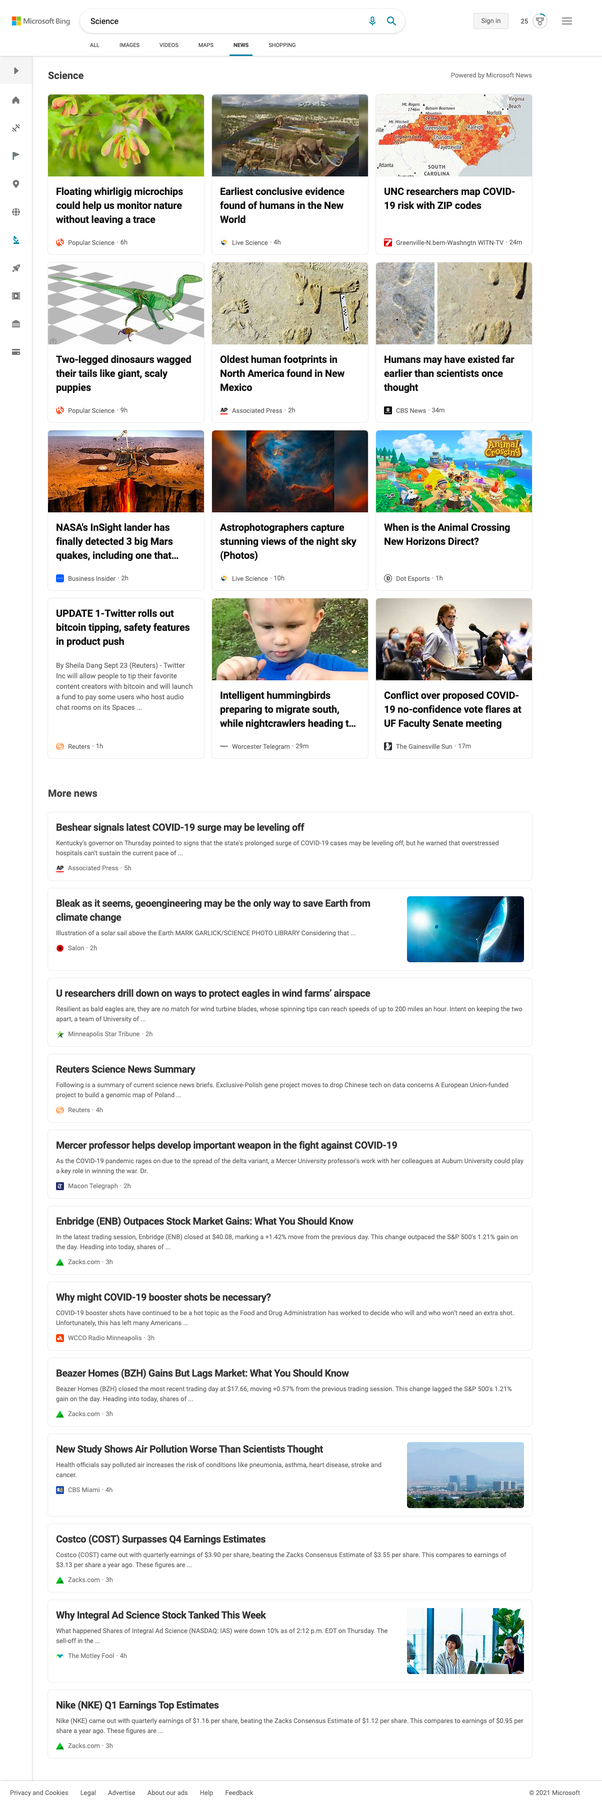 Microsoft Bing
Science
Sign in
25
ALL
IMAGES
VIDEOS
MAPS
NEWS
SHOPPING
Science
Powered by Microsoft News
Floating whirligig microchips
could help us monitor nature
without leaving a trace
Popular Science · 6h
Earliest conclusive evidence
found of humans in the New
World
Live Science · 4h
Virginia
Beach
Norfolk
Raleigh
Greensboro
Charlotte
Fayetteville
Atlanta
SOUTH
CAROLINA
UNC researchers map COVID-
19 risk with ZIP codes
Greenville-N.bern-Washngtn WITN-TV · 24m
Two-legged dinosaurs wagged
their tails like giant, scaly
puppies
Popular Science · 9h
Oldest human footprints in
North America found in New
Mexico
AP Associated Press · 2h
Humans may have existed far
earlier than scientists once
thought
CBS News · 34m
NASA's InSight lander has
finally detected 3 big Mars
quakes, including one that...
Business Insider · 2h
Astrophotographers capture
stunning views of the night sky
(Photos)
Live Science · 10h
Animal
Crossing
When is the Animal Crossing
New Horizons Direct?
Dot Esports · 1h
UPDATE 1-Twitter rolls out
bitcoin tipping, safety features
in product push
By Sheila Dang Sept 23 (Reuters) - Twitter
Inc will allow people to tip their favorite
content creators with bitcoin and will launch
a fund to pay some users who host audio
chat rooms on its Spaces ...
Reuters · 1h
Intelligent hummingbirds
preparing to migrate south,
while nightcrawlers heading t...
Worcester Telegram · 29m
Conflict over proposed COVID-
19 no-confidence vote flares at
UF Faculty Senate meeting
The Gainesville Sun · 17m
More news
Beshear signals latest COVID-19 surge may be leveling off
Kentucky's governor on Thursday pointed to signs that the state's prolonged surge of COVID-19 cases may be leveling off, but he warned that overstressed
hospitals can't sustain the current pace of ...
AP Associated Press · 5h
Bleak as it seems, geoengineering may be the only way to save Earth from
climate change
Illustration of a solar sail above the Earth MARK GARLICK/SCIENCE PHOTO LIBRARY Considering that ...
Salon · 2h
U researchers drill down on ways to protect eagles in wind farms' airspace
Resilient as bald eagles are, they are no match for wind turbine blades, whose spinning tips can reach speeds of up to 200 miles an hour. Intent on keeping the two
apart, a team of University of ...
Minneapolis Star Tribune · 2h
Reuters Science News Summary
Following is a summary of current science news briefs. Exclusive-Polish gene project moves to drop Chinese tech on data concerns A European Union-funded
project to build a genomic map of Poland ...
Reuters · 4h
Mercer professor helps develop important weapon in the fight against COVID-19
As the COVID-19 pandemic rages on due to the spread of the delta variant, a Mercer University professor's work with her colleagues at Auburn University could play
a key role in winning the war. Dr.
Macon Telegraph · 2h
Enbridge (ENB) Outpaces Stock Market Gains: What You Should Know
In the latest trading session, Enbridge (ENB) closed at $40.08, marking a +1.42% move from the previous day. This change outpaced the S&P 500's 1.21% gain on
the day. Heading into today, shares of ...
Zacks.com · 3h
Why might COVID-19 booster shots be necessary?
COVID-19 booster shots have continued to be a hot topic as the Food and Drug Administration has worked to decide who will and who won't need an extra shot.
Unfortunately, this has left many Americans ...
WCCO Radio Minneapolis · 3h
Beazer Homes (BZH) Gains But Lags Market: What You Should Know
Beazer Homes (BZH) closed the most recent trading day at $17.66, moving +0.57% from the previous trading session. This change lagged the S&P 500's 1.21%
gain on the day. Heading into today, shares of ...
Zacks.com · 3h
New Study Shows Air Pollution Worse Than Scientists Thought
Health officials say polluted air increases the risk of conditions like pneumonia, asthma, heart disease, stroke and
cancer.
CBS Miami · 4h
Costco (COST) Surpasses Q4 Earnings Estimates
Costco (COST) came out with quarterly earnings of $3.90 per share, beating the Zacks Consensus Estimate of $3.55 per share. This compares to earnings of
$3.13 per share a year ago. These figures are ...
Zacks.com · 3h
Why Integral Ad Science Stock Tanked This Week
What happened Shares of Integral Ad Science (NASDAQ: IAS) were down 10% as of 2:12 p.m. EDT on Thursday. The
sell-off in the ...
The Motley Fool · 4h
Nike (NKE) Q1 Earnings Top Estimates
Nike (NKE) came out with quarterly earnings of $1.16 per share, beating the Zacks Consensus Estimate of $1.12 per share. This compares to earnings of $0.95 per
share a year ago. These figures are ...
Zacks.com · 3h
Privacy and Cookies
Legal
Advertise
About our ads
Help
Feedback
© 2021 Microsoft